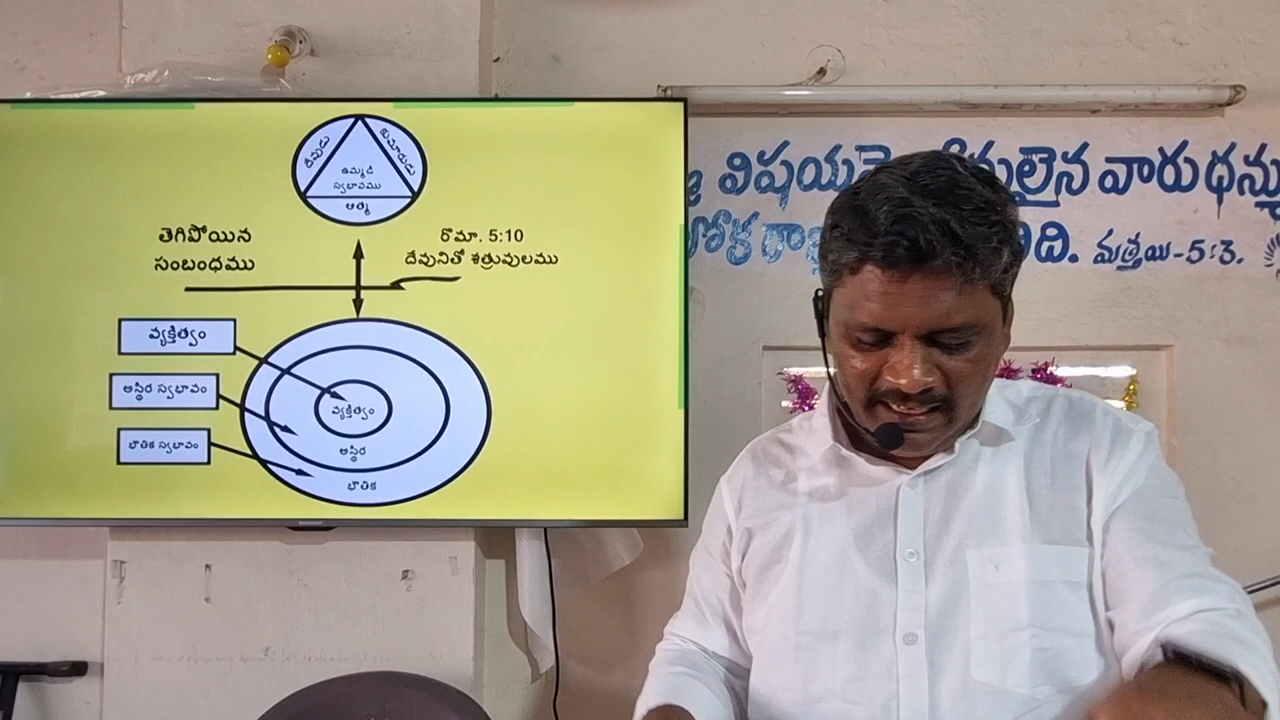 దేవుడు
కుమారుడు
ఉమ్మడి
స్వభావము
ఆత్మ
తెగిపోయిన
సంబంధము
రోమా. 5:10
దేవునితో శత్రువులము
వ్యక్తిత్వం
అస్థిర స్వభావం
భౌతిక స్వభావం
వ్యక్తిత్వం
అస్థిర
భౌతిక
విషయమై వారు
మత్తయి-5:3.